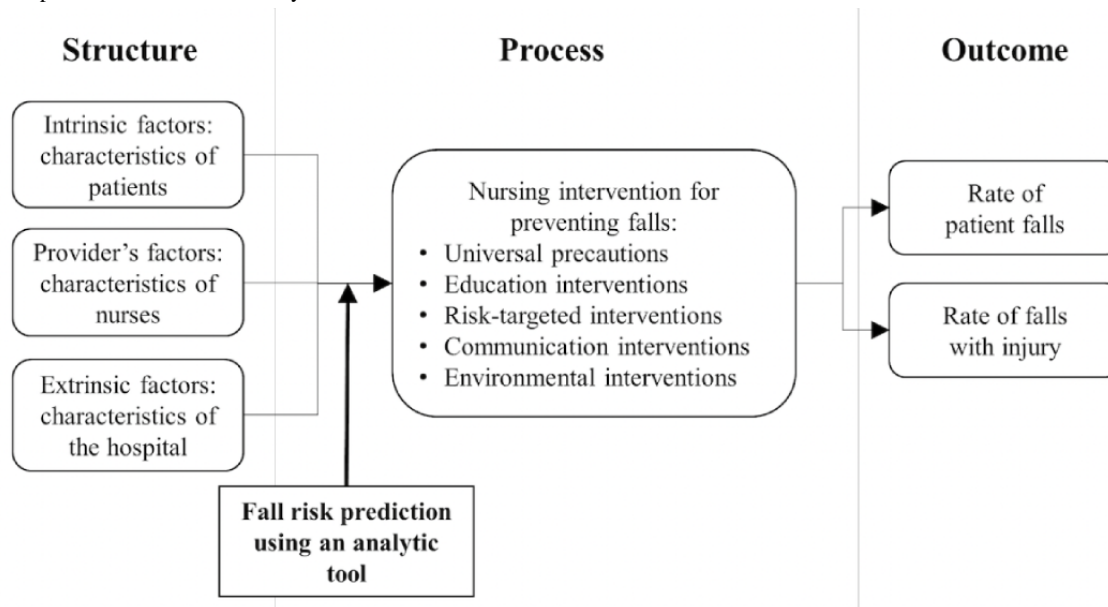 Structure
Process
Outcome
Intrinsic factors:
characteristics of
patients
Provider's factors:
characteristics of
nurses
Extrinsic factors:
characteristics of
the hospital
Fall risk prediction
using an analytic
tool
Nursing intervention for
preventing falls:
• Universal precautions
• Education interventions
• Risk-targeted interventions
• Communication interventions
• Environmental interventions
Rate of
patient falls
Rate of falls
with injury